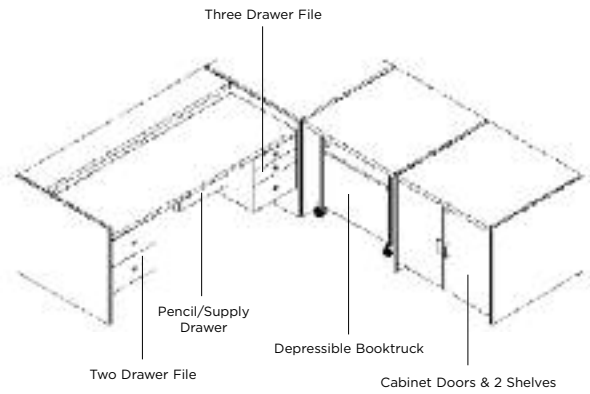 Three Drawer File
Pencil/Supply
Drawer
Depressible Booktruck
Two Drawer File
Cabinet Doors & 2 Shelves